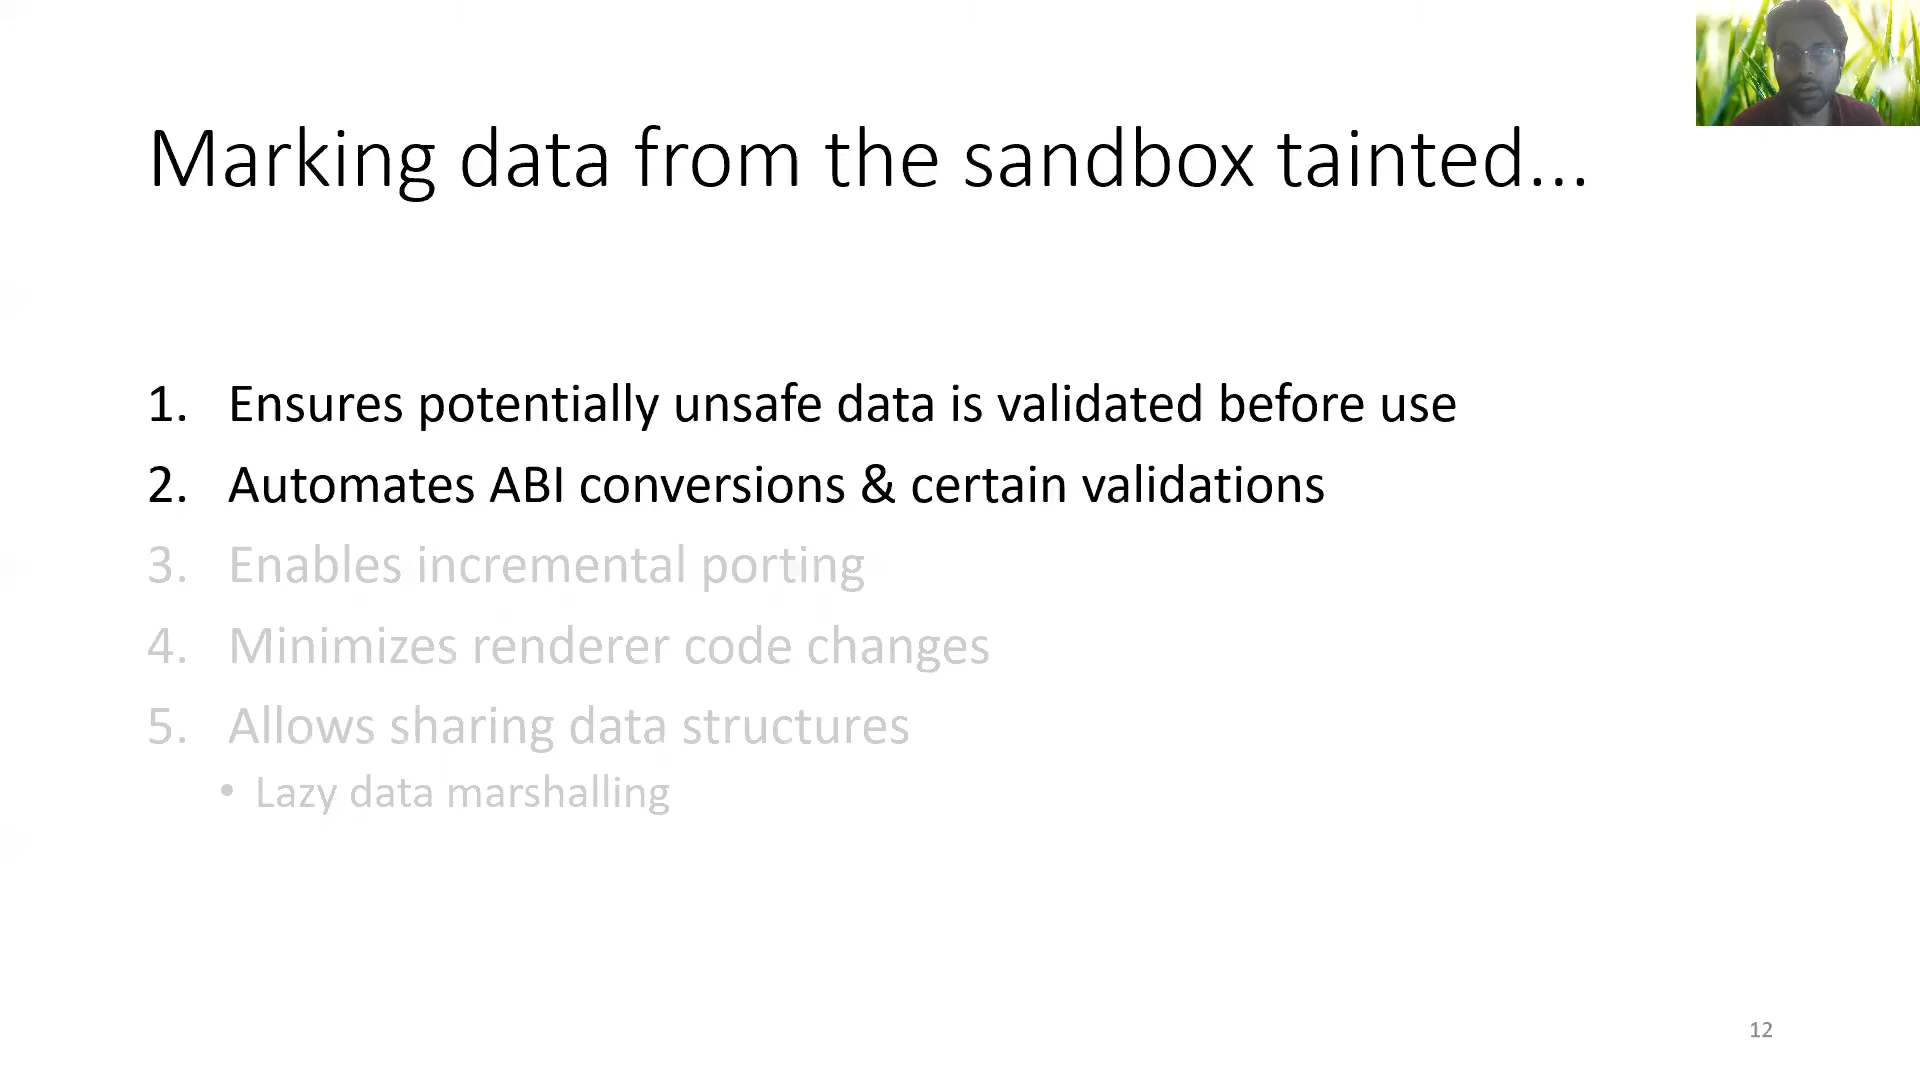 Marking data from the sandbox tainted...
1. Ensures potentially unsafe data is validated before use
2. Automates ABI conversions & certain validations
3. Enables incremental porting
4. Minimizes renderer code changes
5. Allows sharing data structures
• Lazy data marshalling
12